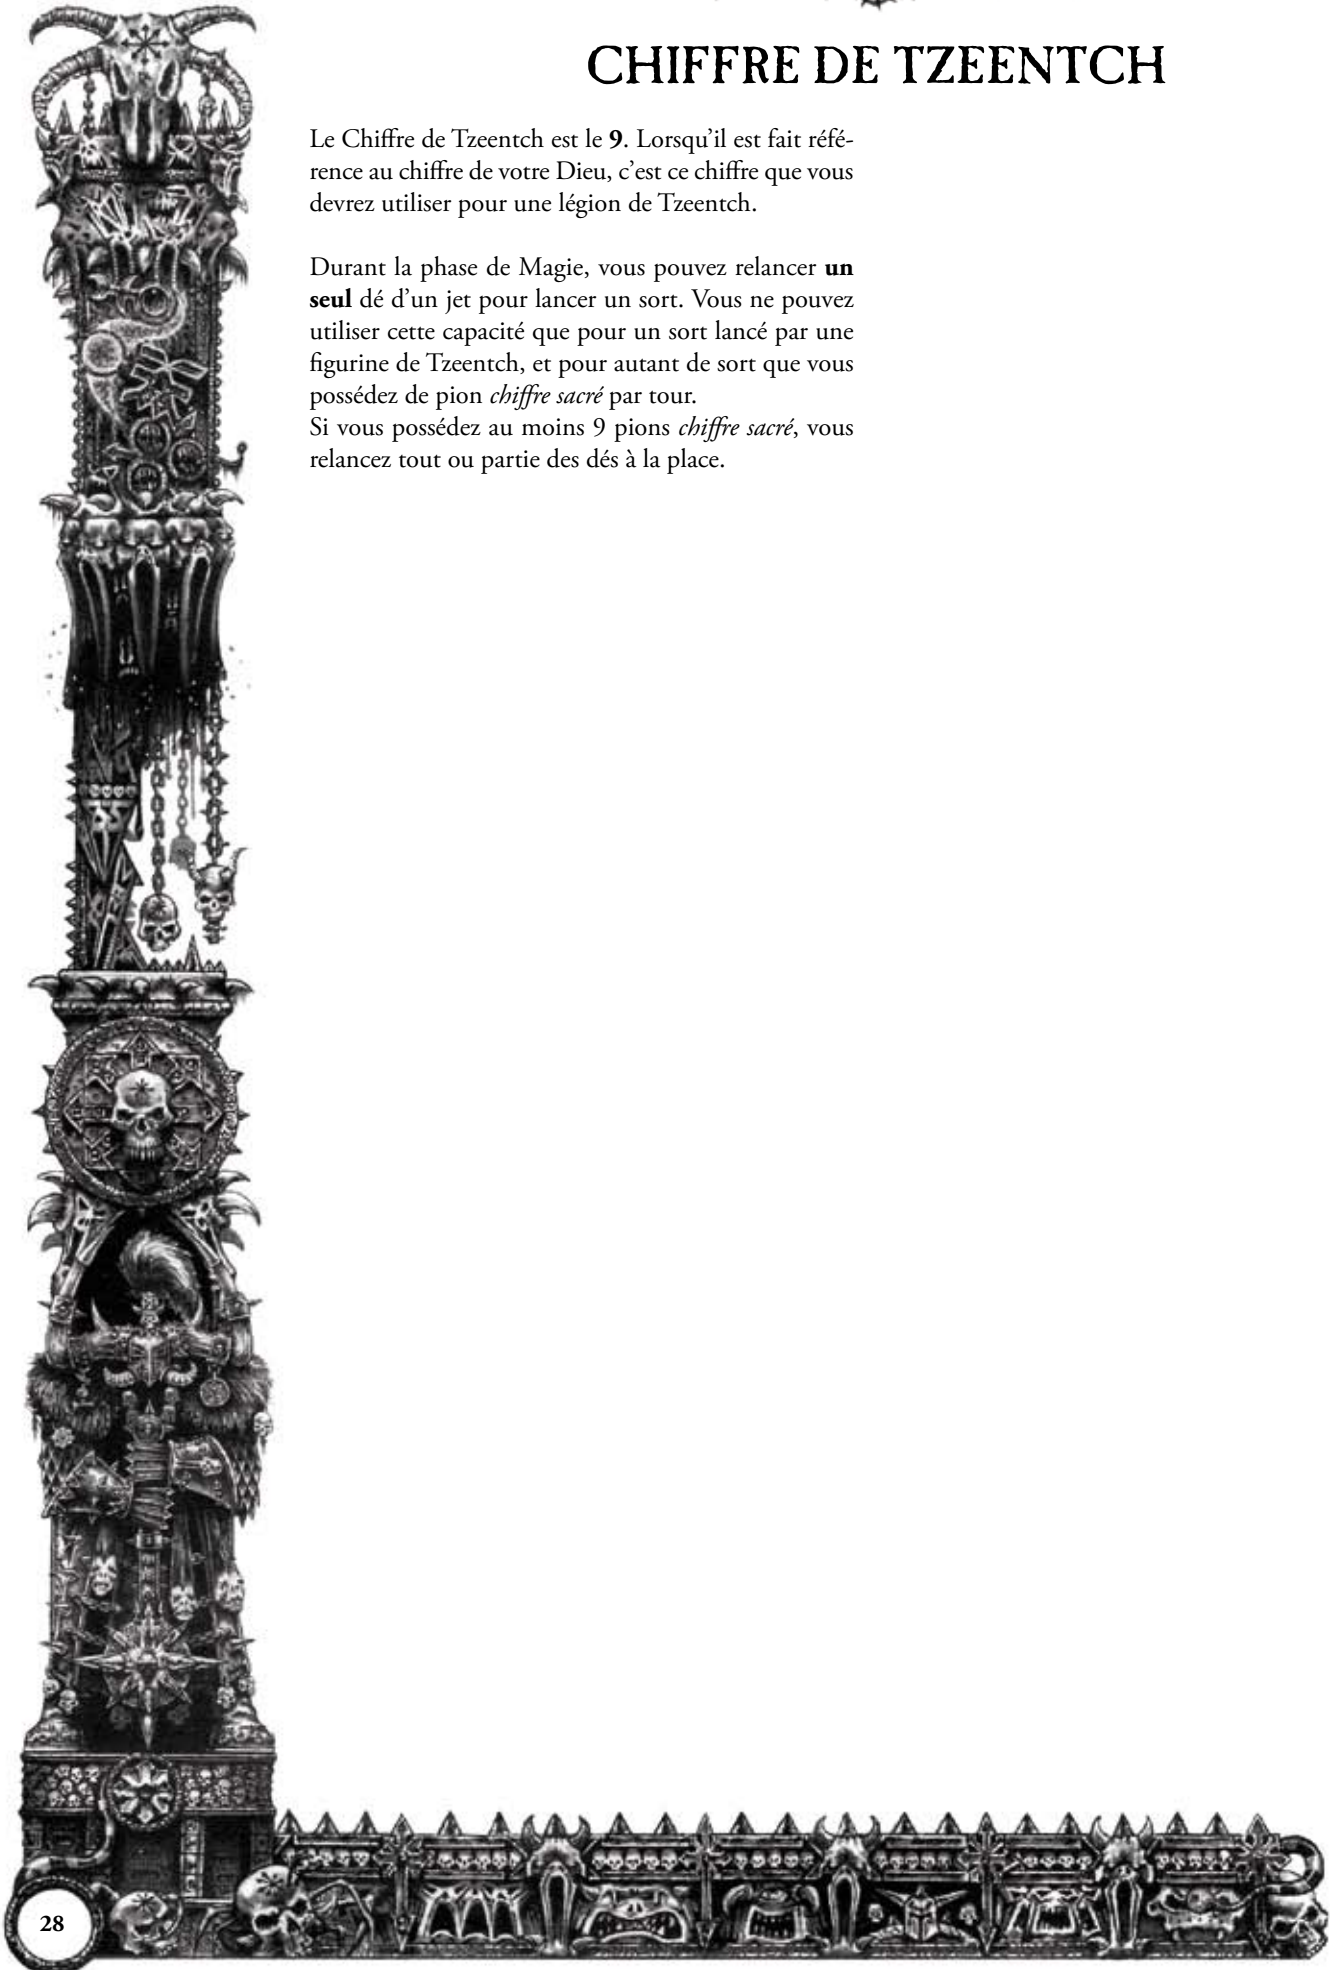 CHIFFRE DE TZEENTCH
Le Chiffre de Tzeentch est le 9. Lorsqu’il est fait réfé-
rence au chiffre de votre Dieu, c’est ce chiffre que vous
devrez utiliser pour une légion de Tzeentch.
Durant la phase de Magie, vous pouvez relancer un
seul dé d’un jet pour lancer un sort. Vous ne pouvez
utiliser cette capacité que pour un sort lancé par une
figurine de Tzeentch, et pour autant de sort que vous
possédez de pion chiffre sacré par tour.
Si vous possédez au moins 9 pions chiffre sacré, vous
relancez tout ou partie des dés à la place.
28